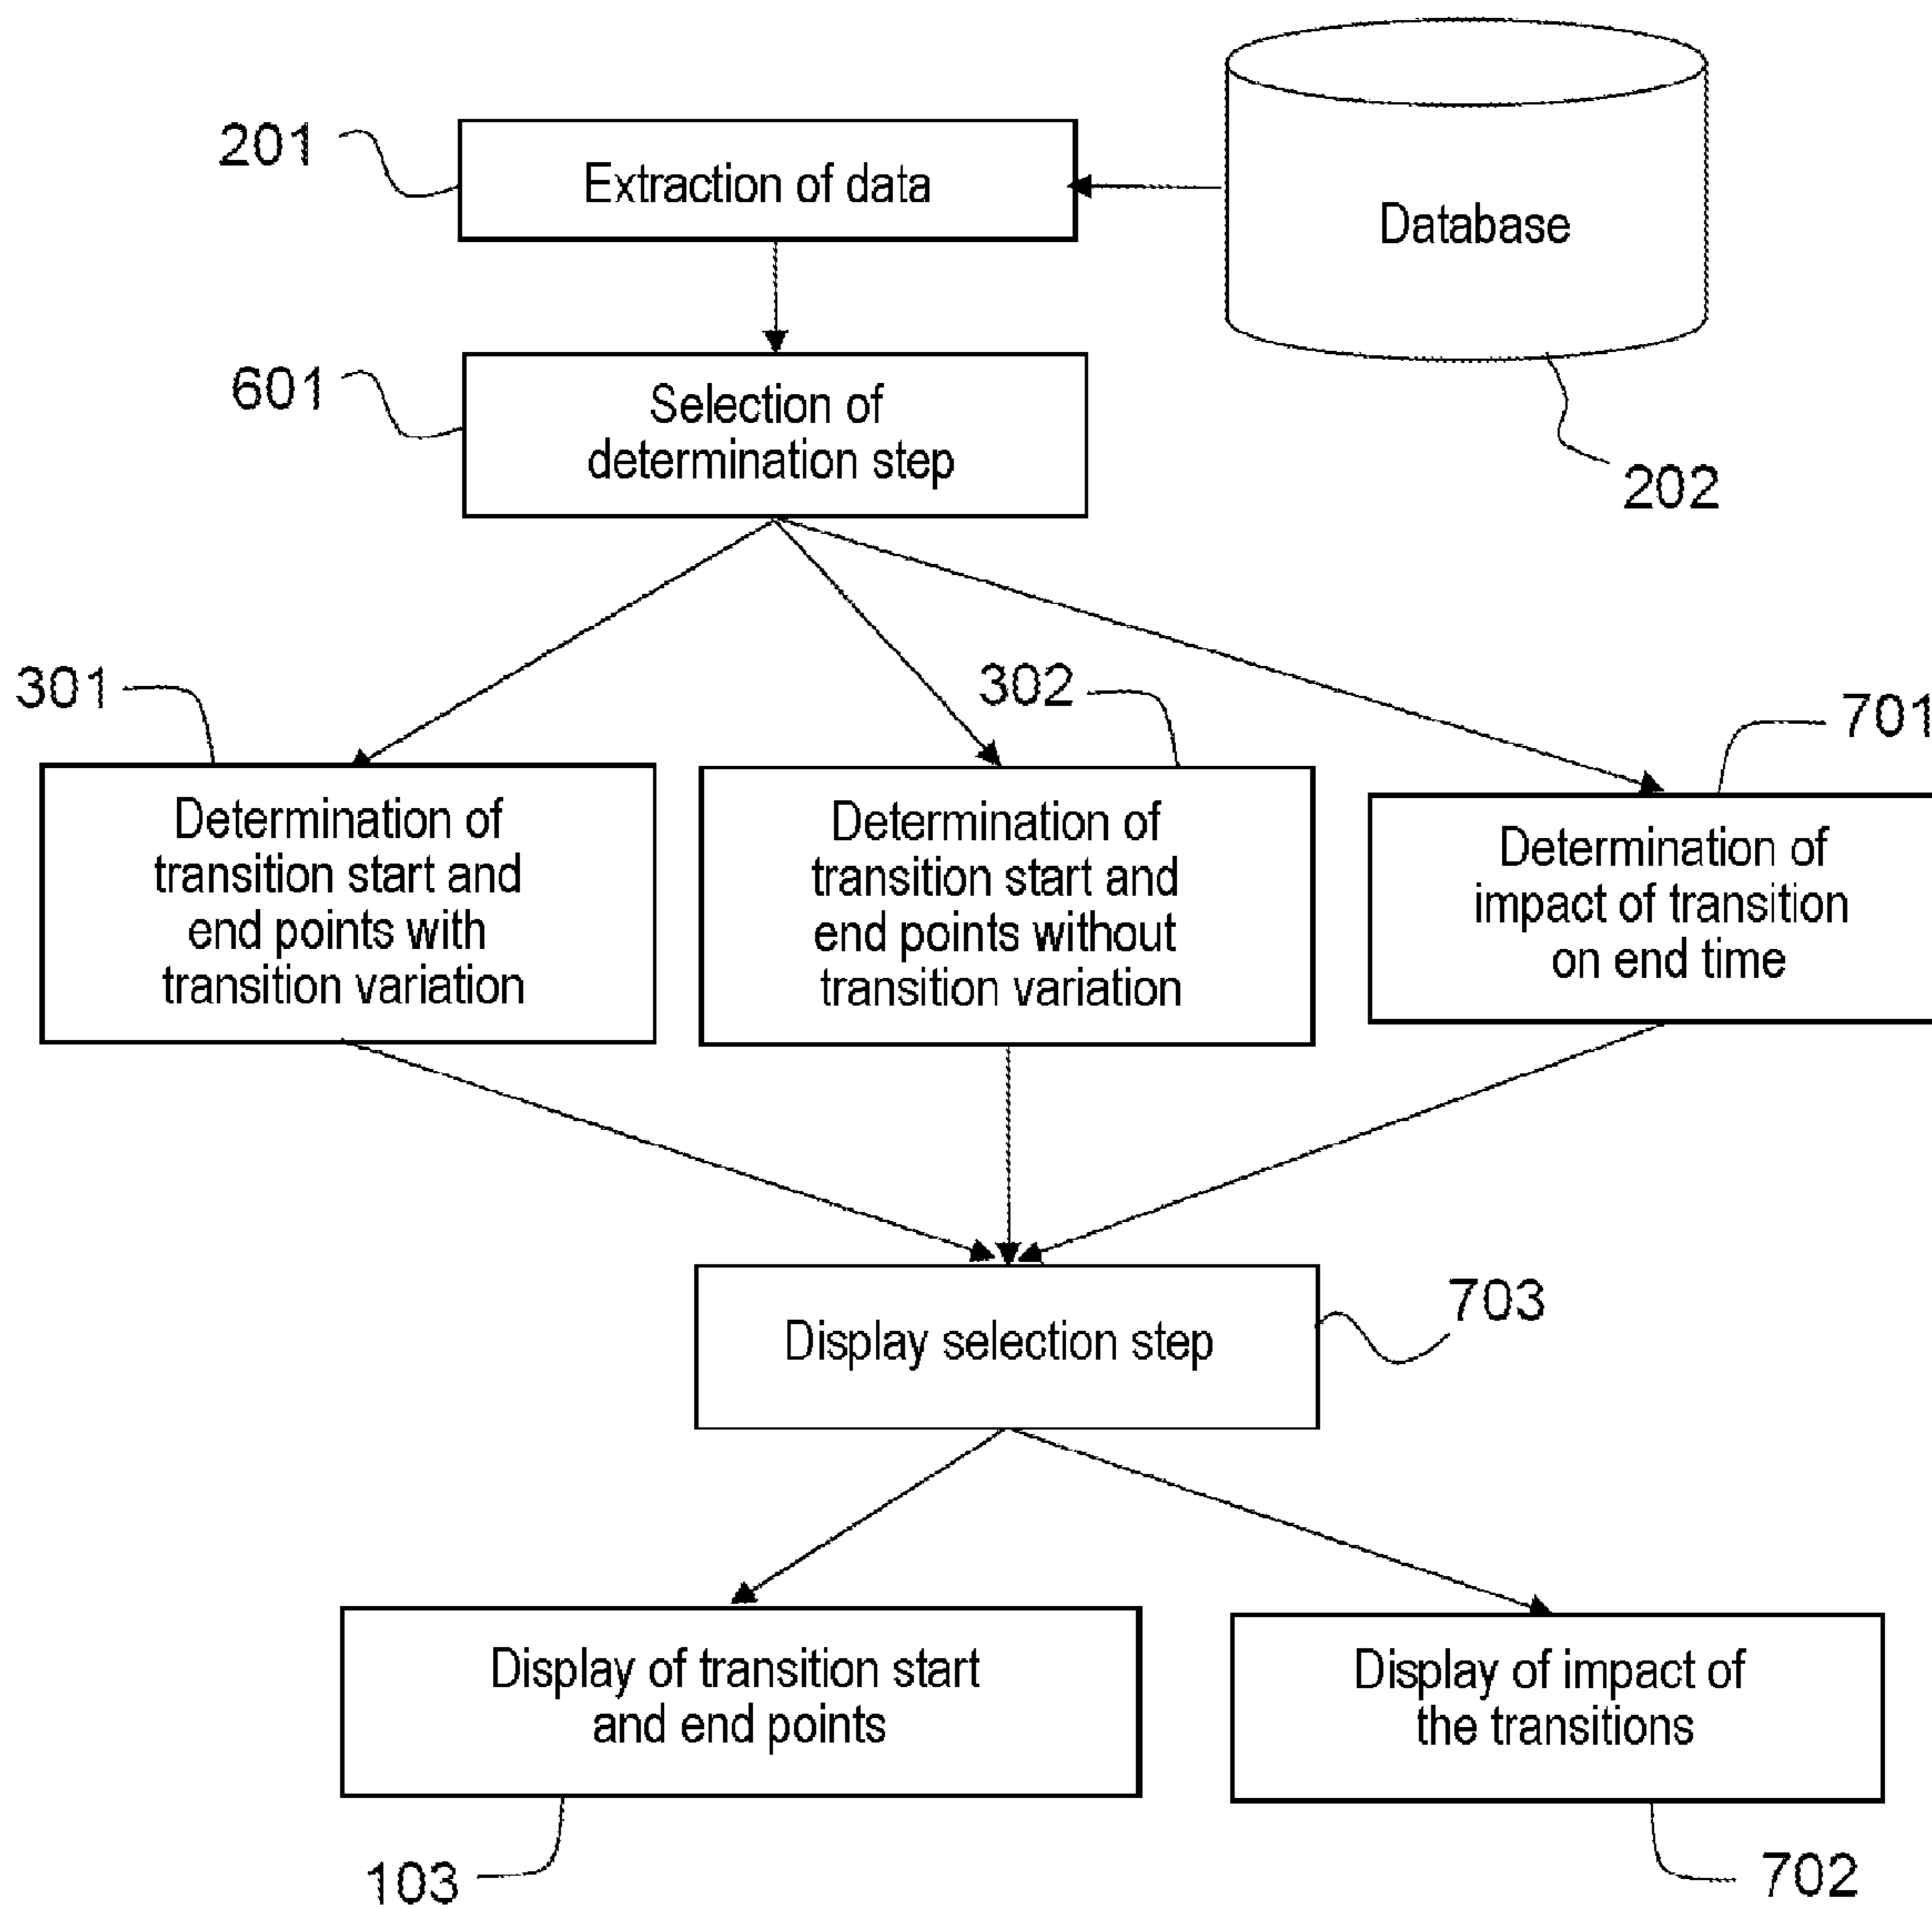 201
Extraction of data
Database
601
Selection of
determination step
202
301
302
701
Determination of
transition start and
end points with
transition variation
Determination of
transition start and
end points without
transition variation
Determination of
impact of transition
on end time
Display selection step
703
Display of transition start
and end points
Display of impact of
the transitions
103
702